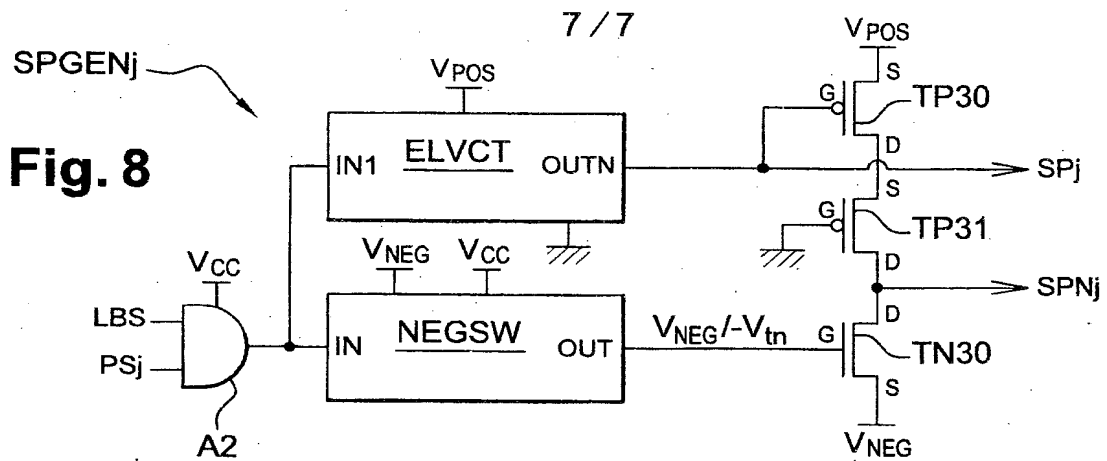 7/7
SPGENj
Fig. 8
VPOS
IN1 ELVCT OUTN
VPOS
S
G TP30
D
SPj
S
G TP31
D
SPNj
VCC
LBS
PSj
A2
VNEG VCC
IN NEGSW OUT
VNEG/-Vtn
D
G TN30
S
VNEG